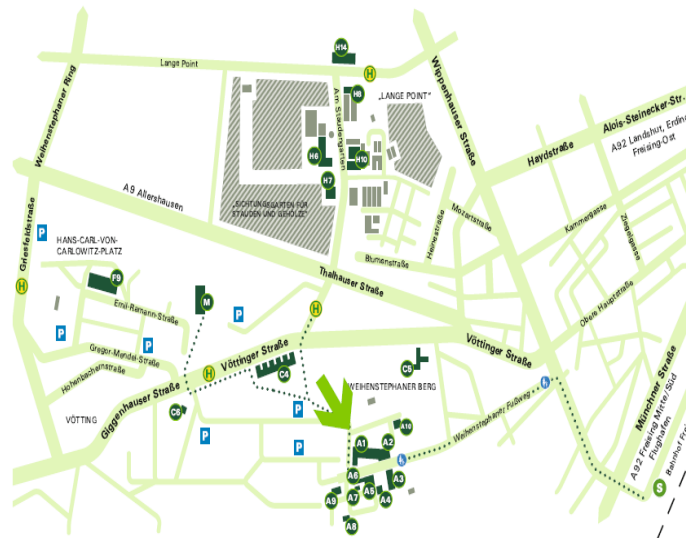 H14
Lange Point
H
Weihenstephaner Ring
Wippenhauser Straße
H8
„LANGE POINT“
Am Staudengarten
Alois-Steinecker-Str.
Haydstraße
A92 Landshut, Erding
Freising-Ost
H6
H10
H7
A9 Allershausen
„SICHTUNGSGARTEN FÜR
STAUDEN UND GEHÖLZE“
Mozartstraße
Heinestraße
Kammergasse
Ziegelgasse
Griesfeldstraße
P
HANS-CARL-VON-
CARLOWITZ-PLATZ
Blumenstraße
F9
Thalhauser Straße
H
M
Emil-Ramann-Straße
P
H
Obere Hauptstraße
P
P
Gregor-Mendel-Straße
Vöttinger Straße
Vöttinger Straße
Hohenbachernstraße
H
C4
C5
WEIHENSTEPHANER BERG
Münchner Straße
A92 Freising Mitte/Süd
Flughafen
Bahnhof Frei
Giggenhauser Straße
C6
P
VÖTTING
P
P
Weihenstephaner Fußweg
A10
A1
A2
A6
A3
A5
A4
A7
A9
A8
S